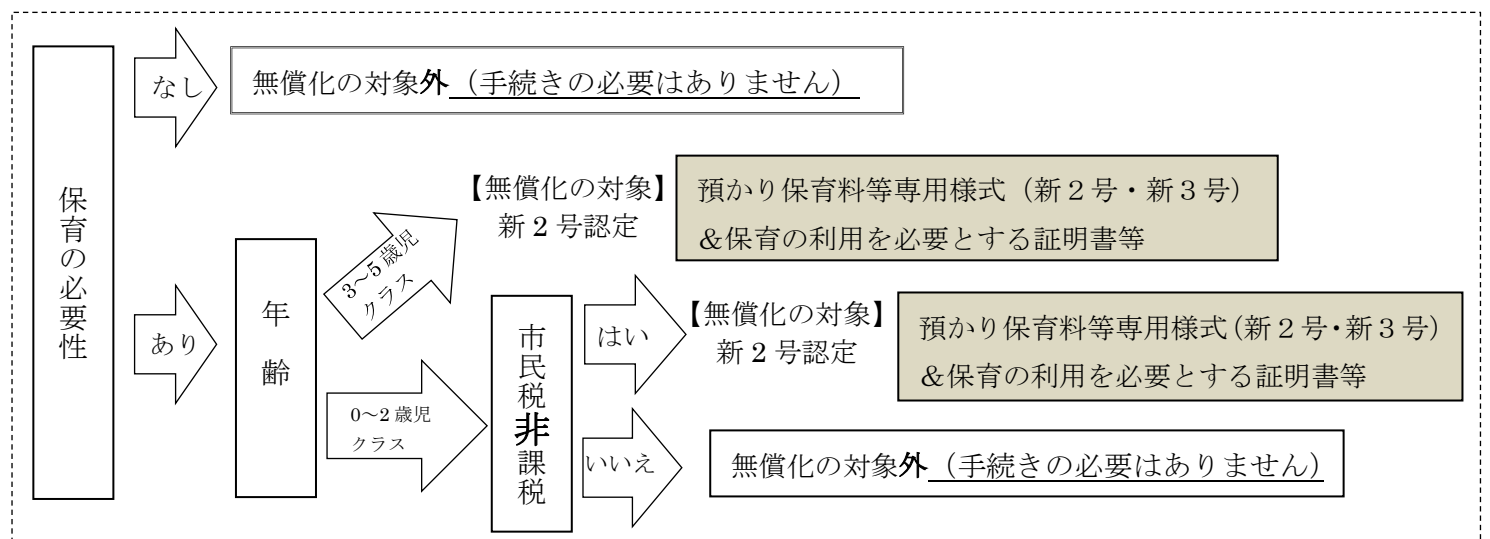 保育の必要性
なし
無償化の対象外（手続きの必要はありません）
あり
年齢
3～5歳児
クラス
【無償化の対象】
新２号認定
預かり保育料等専用様式（新２号・新３号）
＆保育の利用を必要とする証明書等
0～2歳児
クラス
市民税非課税
はい
【無償化の対象】
新２号認定
預かり保育料等専用様式（新２号・新３号）
＆保育の利用を必要とする証明書等
いいえ
無償化の対象外（手続きの必要はありません）